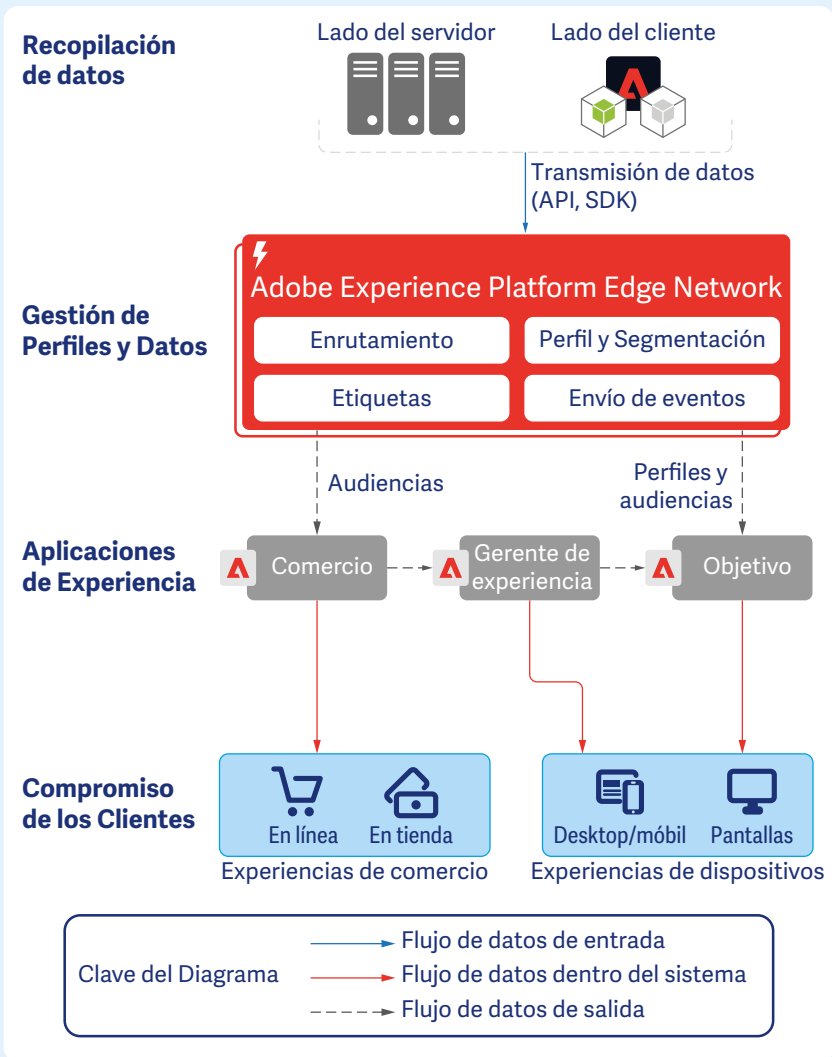 Recopilación
de datos
Lado del servidor
Lado del cliente
Transmisión de datos
(API, SDK)
Gestión de
Perfiles y Datos
Adobe Experience Platform Edge Network
Enrutamiento
Perfil y Segmentación
Etiquetas
Envío de eventos
Audiencias
Perfiles y
audiencias
Aplicaciones
de Experiencia
Comercio
Gerente de
experiencia
Objetivo
Compromiso
de los Clientes
En línea
En tienda
Desktop/móbil
Pantallas
Experiencias de comercio
Experiencias de dispositivos
Clave del Diagrama
Flujo de datos de entrada
Flujo de datos dentro del sistema
Flujo de datos de salida